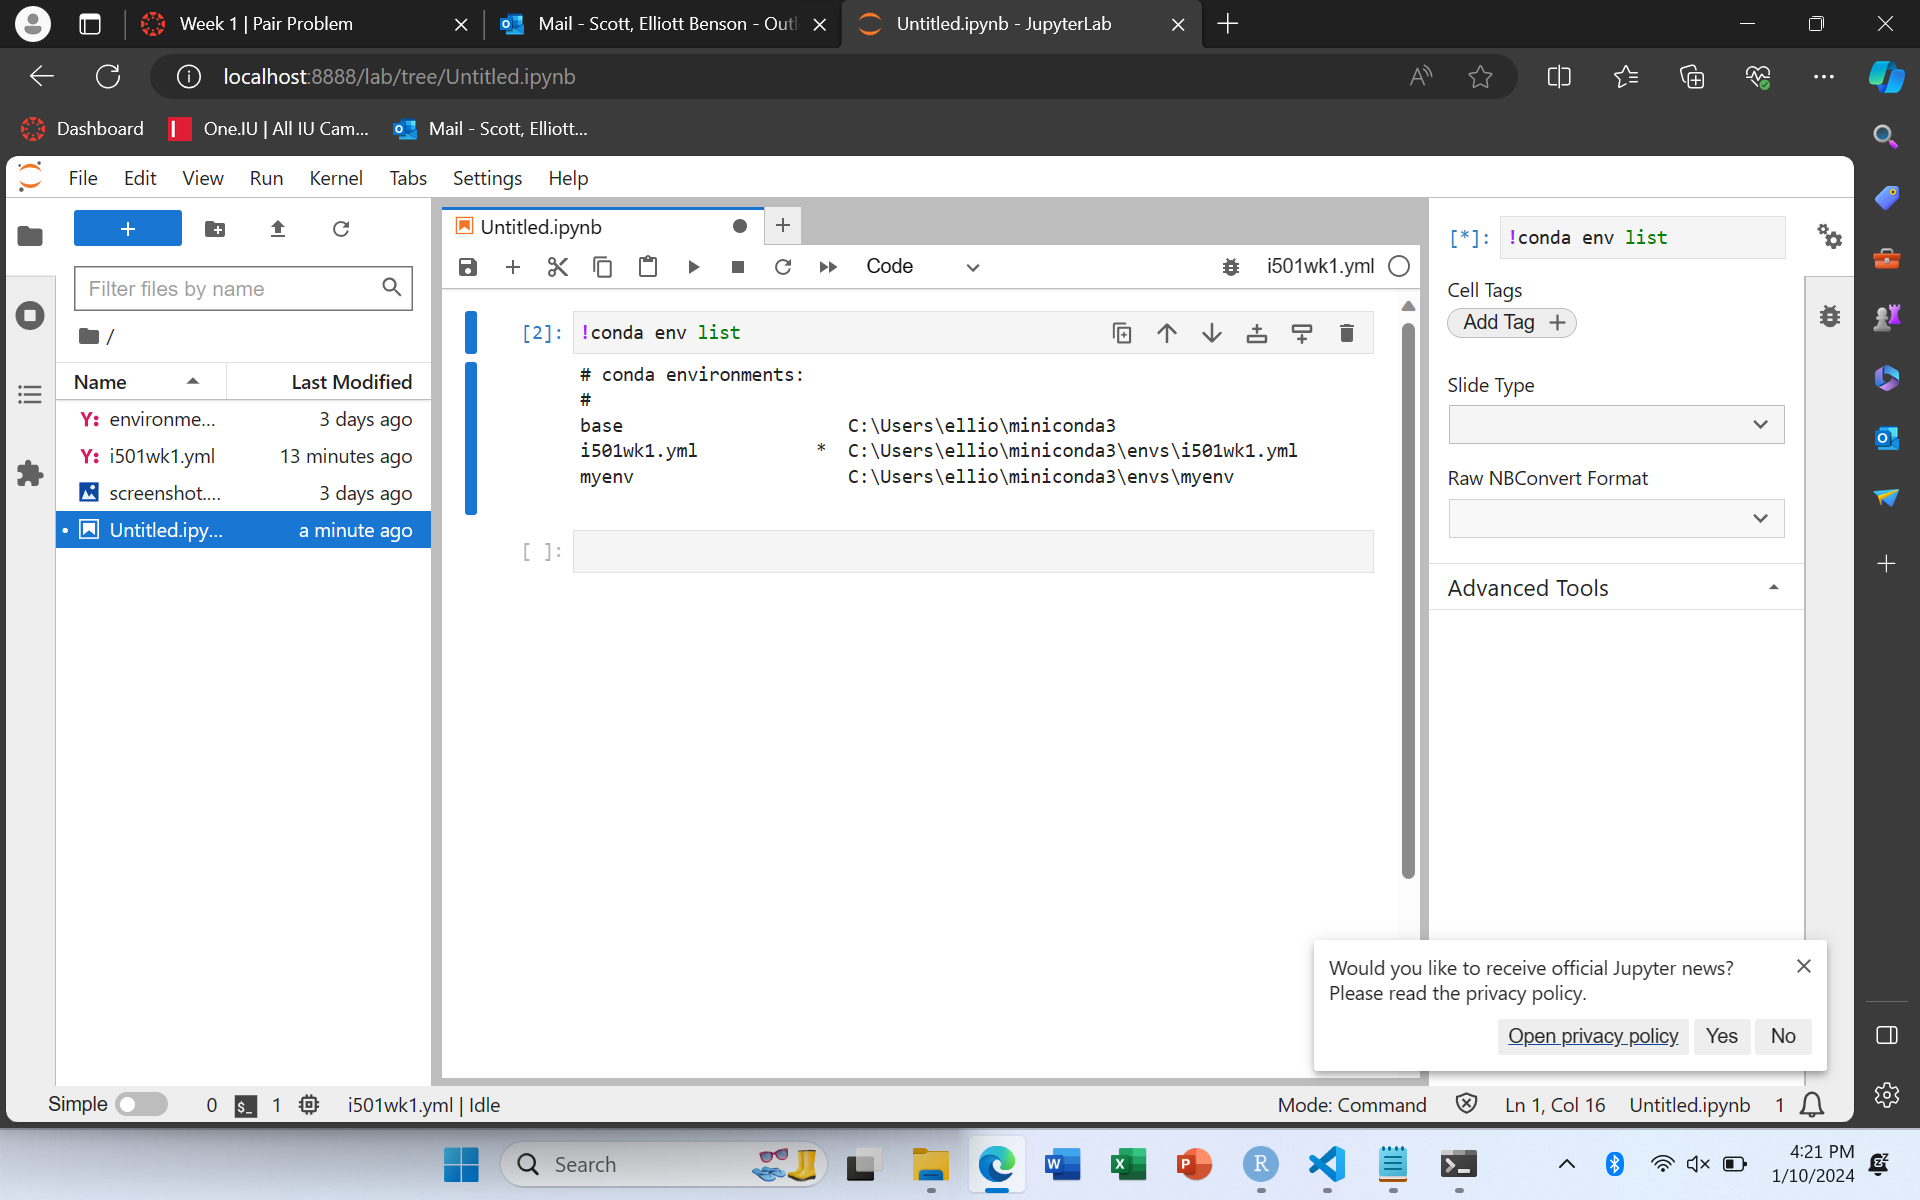 Week 1 | Pair Problem
Mail - Scott, Elliott Benson - Outl
Untitled.ipynb - JupyterLab
localhost:8888/lab/tree/Untitled.ipynb
Dashboard
One.IU | All IU Cam...
Mail - Scott, Elliott...
File Edit View Run Kernel Tabs Settings Help
Filter files by name
/
Name Last Modified
Y: environme... 3 days ago
Y: i501wk1.yml 13 minutes ago
screenshot.... 3 days ago
• Untitled.ipy... a minute ago
Untitled.ipynb
Code
i501wk1.yml
[2]: !conda env list
# conda environments:
#
base C:\Users\ellio\miniconda3
i501wk1.yml * C:\Users\ellio\miniconda3\envs\i501wk1.yml
myenv C:\Users\ellio\miniconda3\envs\myenv
[ ]:
[*]: !conda env list
Cell Tags
Add Tag +
Slide Type
Raw NBConvert Format
Advanced Tools
Would you like to receive official Jupyter news?
Please read the privacy policy.
Open privacy policy Yes No
Simple 0 $_ 1 i501wk1.yml | Idle
Mode: Command Ln 1, Col 16 Untitled.ipynb 1
Search
W X P R
4:21 PM
1/10/2024